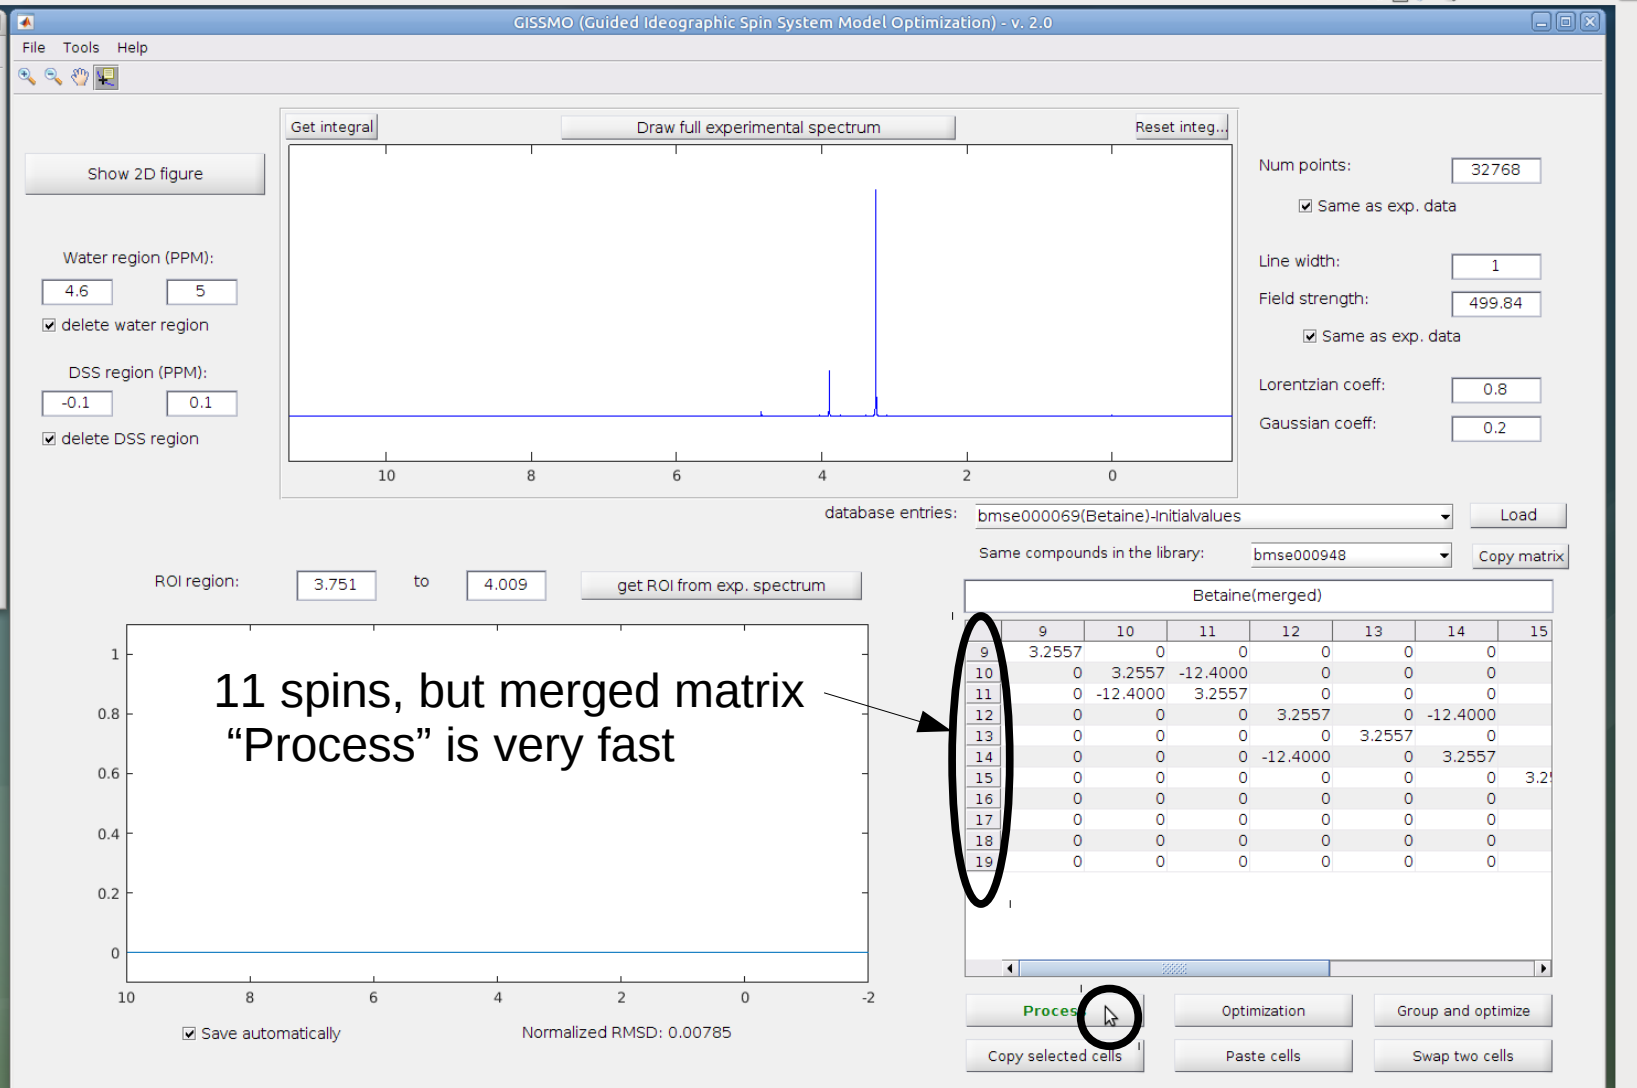 GISSMO (Guided Ideographic Spin System Model Optimization) - v. 2.0
File Tools Help
Get integral Draw full experimental spectrum Reset integ...
Show 2D figure
Water region (PPM):
4.6 5
delete water region
DSS region (PPM):
-0.1 0.1
delete DSS region
10 8 6 4 2 0
Num points: 32768
Same as exp. data
Line width: 1
Field strength: 499.84
Same as exp. data
Lorentzian coeff: 0.8
Gaussian coeff: 0.2
database entries: bmse000069(Betaine)-Initialvalues Load
Same compounds in the library: bmse000948 Copy matrix
ROI region: 3.751 to 4.009 get ROI from exp. spectrum
Betaine(merged)
11 spins, but merged matrix
“Process” is very fast
1
0.8
0.6
0.4
0.2
0
10 8 6 4 2 0 -2
Save automatically Normalized RMSD: 0.00785
9 10 11 12 13 14 15
9 3.2557 0 0 0 0 0
10 0 3.2557 -12.4000 0 0 0
11 0 -12.4000 3.2557 0 0 0
12 0 0 0 3.2557 0 -12.4000
13 0 0 0 0 3.2557 0
14 0 0 0 -12.4000 0 3.2557
15 0 0 0 0 0 0
16 0 0 0 0 0 0
17 0 0 0 0 0 0
18 0 0 0 0 0 0
19 0 0 0 0 0 0
Process Optimization Group and optimize
Copy selected cells Paste cells Swap two cells